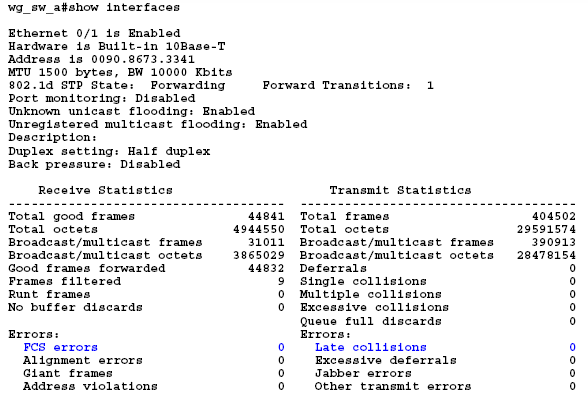 wg_sw_a#show interfaces
Ethernet 0/1 is Enabled
Hardware is Built-in 10Base-T
Address is 0090.8673.3341
MTU 1500 bytes, BW 10000 Kbits
802.1d STP State:  Forwarding     Forward Transitions:  1
Port monitoring: Disabled
Unknown unicast flooding: Enabled
Unregistered multicast flooding: Enabled
Description:
Duplex setting: Half duplex
Back pressure: Disabled
Receive Statistics     Transmit Statistics
-------------------------------------  -------------------------------------
Total good frames     44841  Total frames     404502
Total octets     4944550  Total octets     29591574
Broadcast/multicast frames     31011  Broadcast/multicast frames     390913
Broadcast/multicast octets     3865029  Broadcast/multicast octets     28478154
Good frames forwarded     44832  Deferrals     0
Frames filtered     9  Single collisions     0
Runt frames     0  Multiple collisions     0
No buffer discards     0  Excessive collisions     0
Queue full discards     0
Errors:     Errors:
FCS errors     0  Late collisions     0
Alignment errors     0  Excessive deferrals     0
Giant frames     0  Jabber errors     0
Address violations     0  Other transmit errors     0